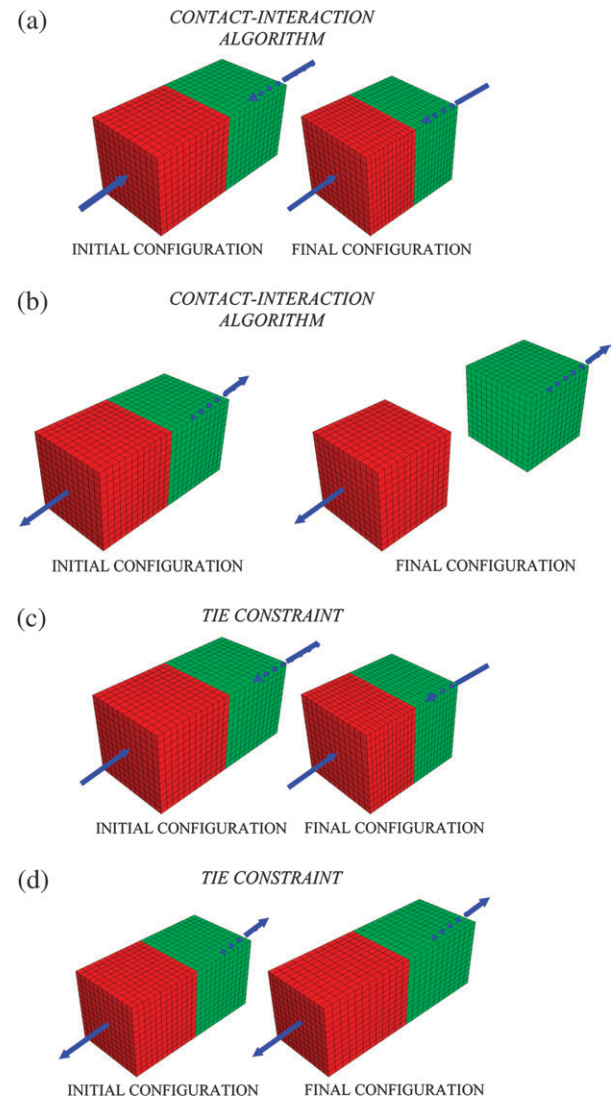 (a)
CONTACT-INTERACTION
ALGORITHM
INITIAL CONFIGURATION
FINAL CONFIGURATION
(b)
CONTACT-INTERACTION
ALGORITHM
INITIAL CONFIGURATION
FINAL CONFIGURATION
(c)
TIE CONSTRAINT
INITIAL CONFIGURATION
FINAL CONFIGURATION
(d)
TIE CONSTRAINT
INITIAL CONFIGURATION
FINAL CONFIGURATION